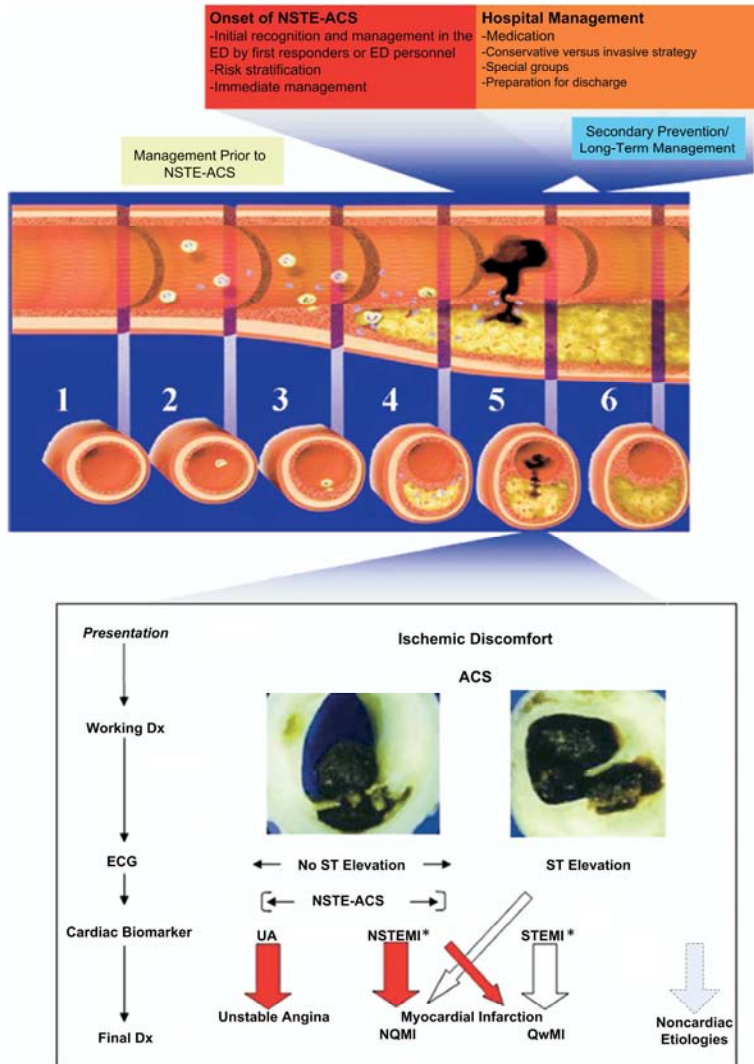 Onset of NSTE-ACS
-Initial recognition and management in the
ED by first responders or ED personnel
-Risk stratification
-Immediate management
Hospital Management
-Medication
-Conservative versus invasive strategy
-Special groups
-Preparation for discharge
Management Prior to
NSTE-ACS
Secondary Prevention/
Long-Term Management
1
2
3
4
5
6
Presentation
Ischemic Discomfort
ACS
Working Dx
ECG
No ST Elevation
ST Elevation
NSTE-ACS
Cardiac Biomarker
UA
NSTEMI*
STEMI*
Unstable Angina
Myocardial Infarction
Noncardiac
Etiologies
Final Dx
NQMI
QwMI